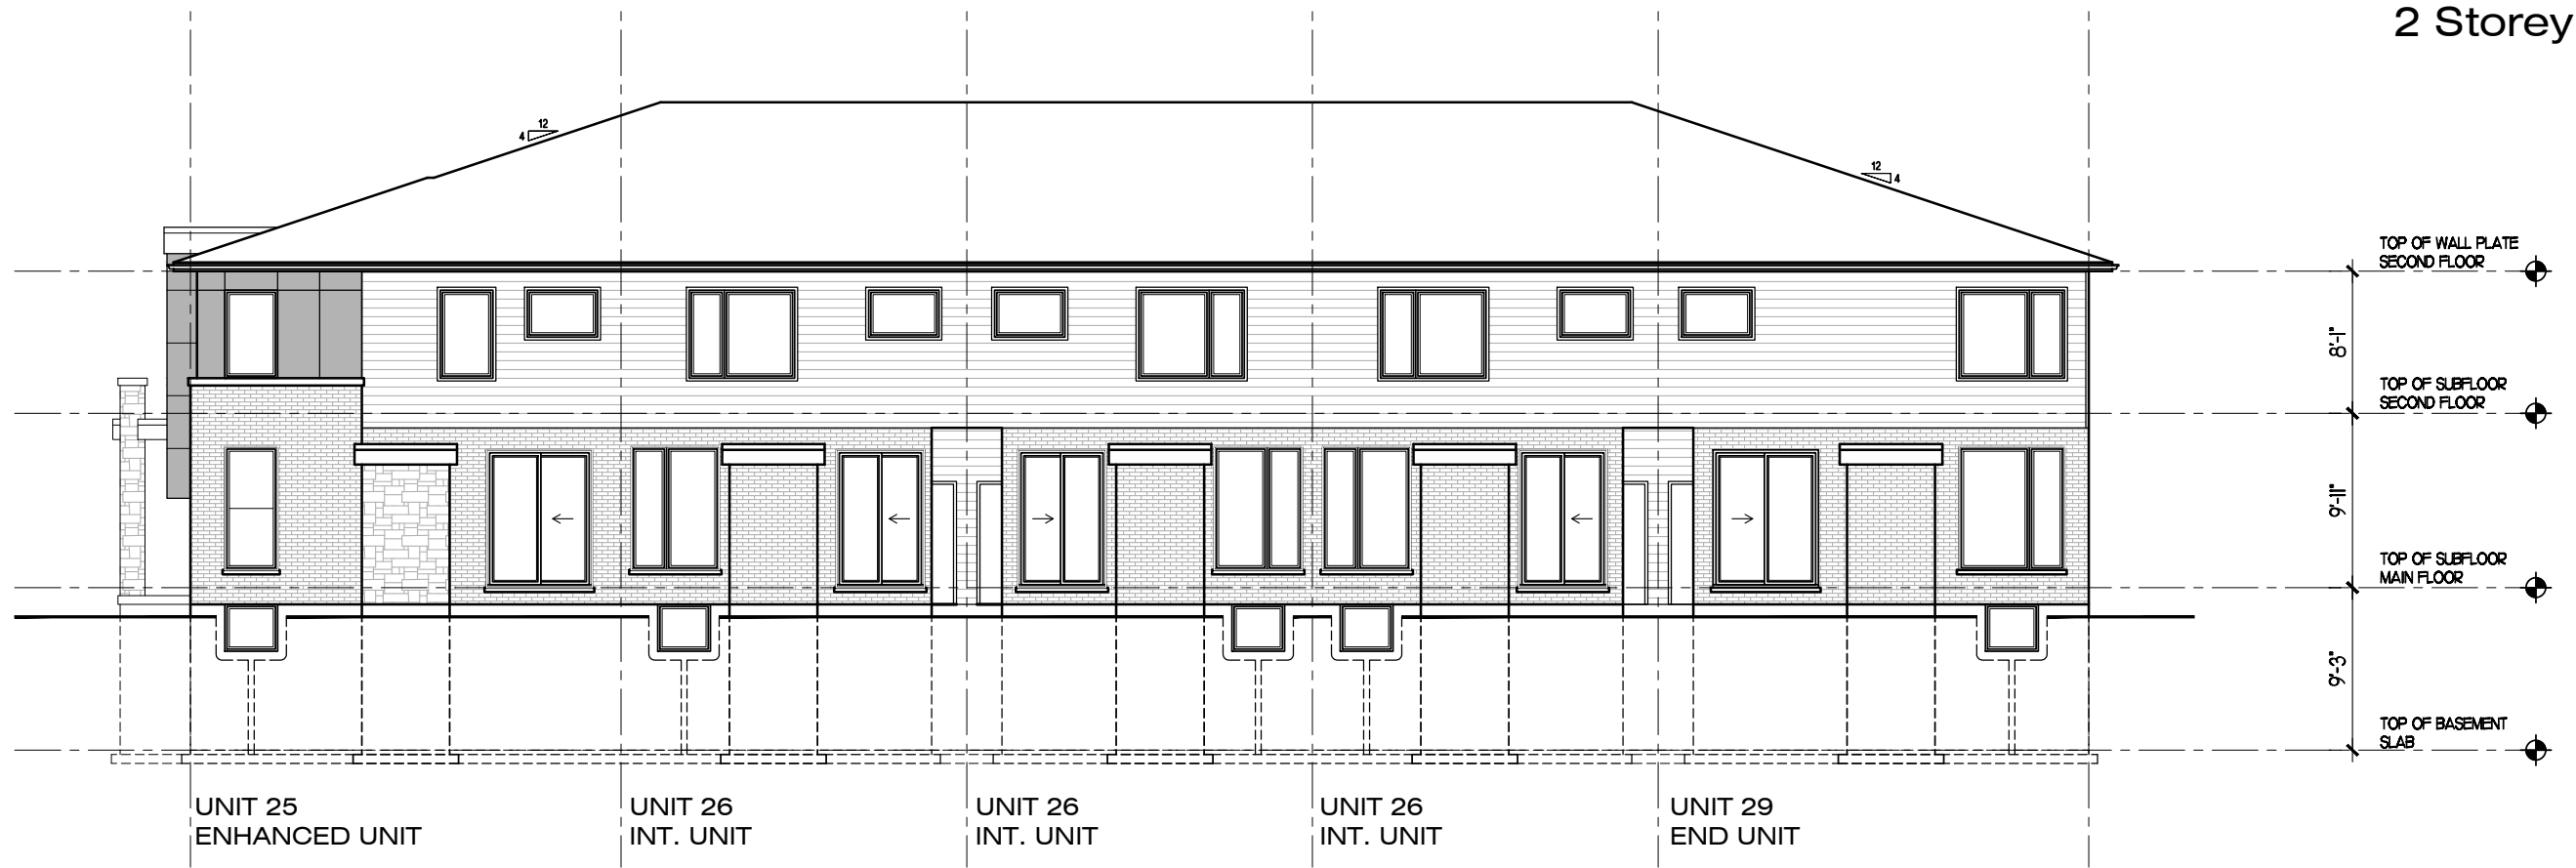 2 Storey
12
4
12
4
TOP OF WALL PLATE
SECOND FLOOR
8'-1"
TOP OF SUBFLOOR
SECOND FLOOR
9'-11"
TOP OF SUBFLOOR
MAIN FLOOR
9'-3"
TOP OF BASEMENT
SLAB
UNIT 25
ENHANCED UNIT
UNIT 26
INT. UNIT
UNIT 26
INT. UNIT
UNIT 26
INT. UNIT
UNIT 29
END UNIT